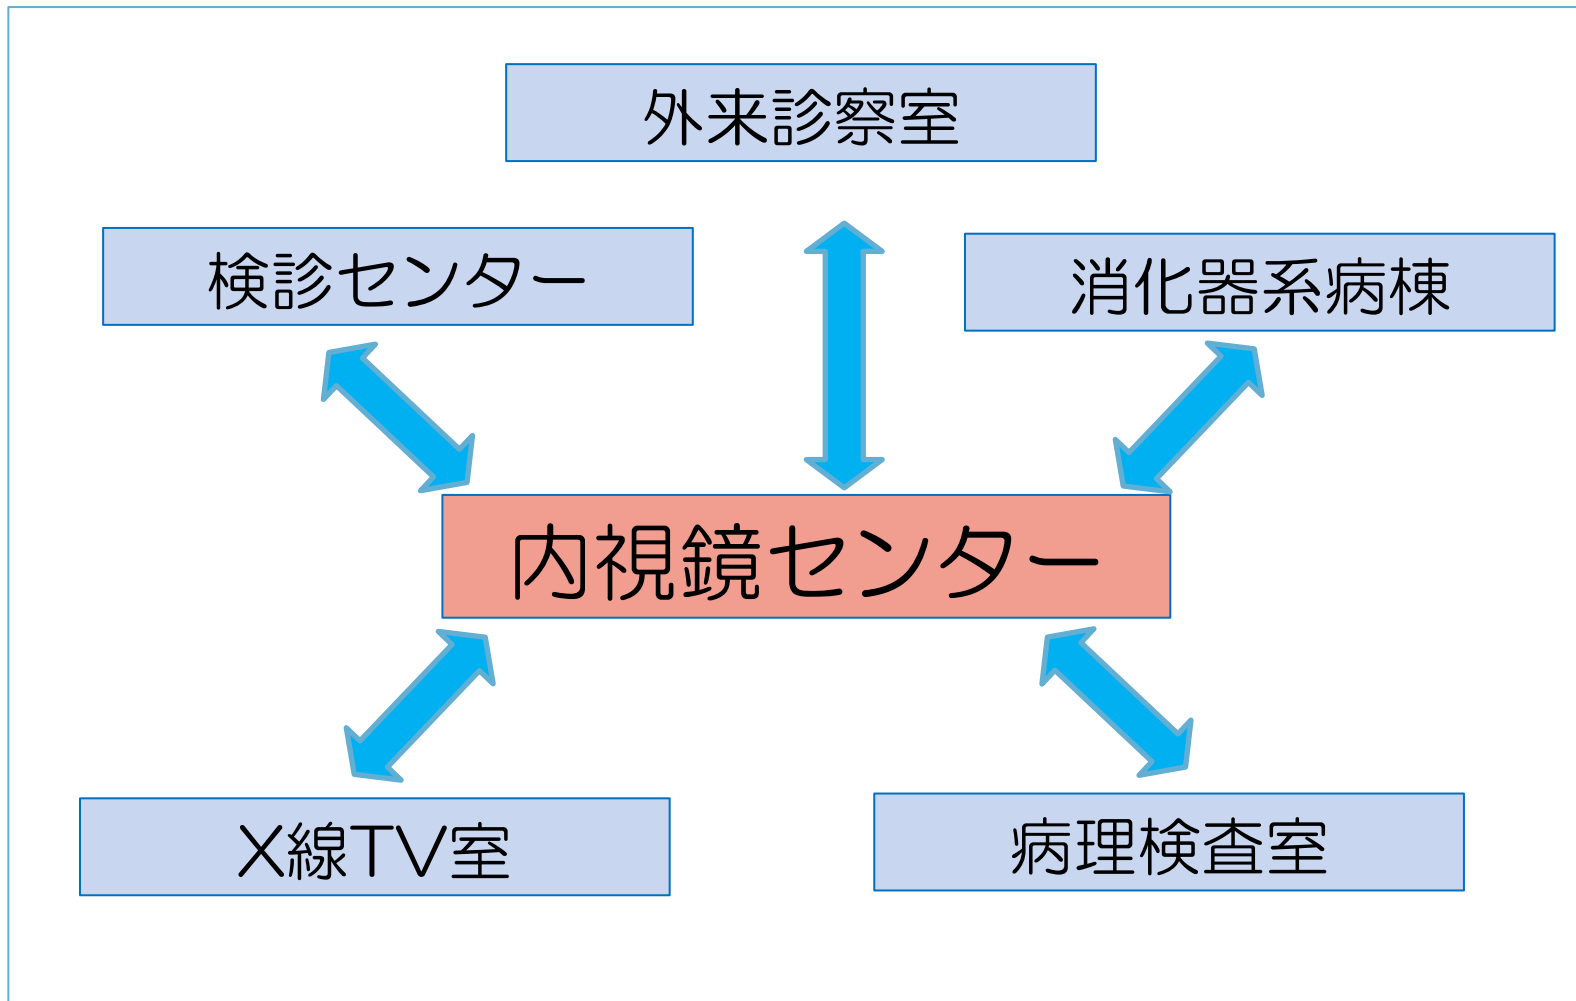 外来診察室
検診センター
消化器系病棟
内視鏡センター
X線TV室
病理検査室